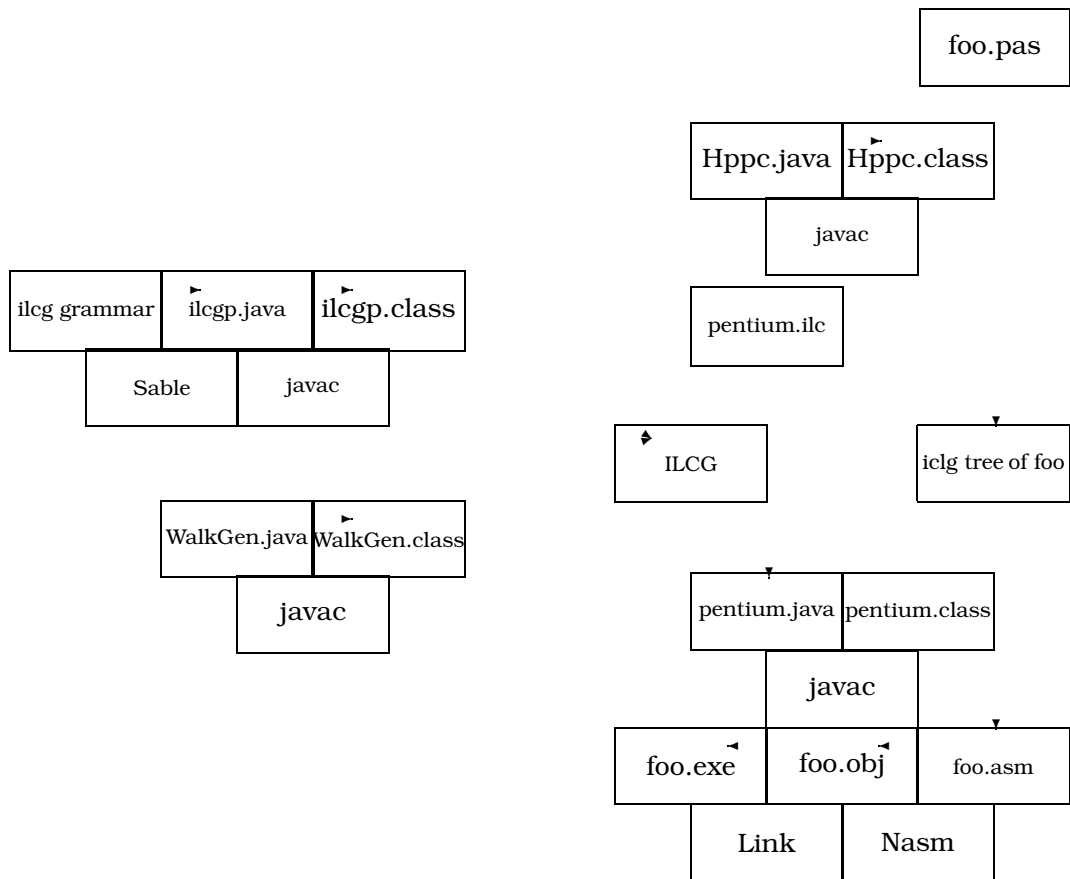 foo.pas
Hppc.java Hppc.class
javac
ilcg grammar ilcgp.java ilcgp.class
pentium.ilc
Sable javac
ILCG iclg tree of foo
WalkGen.java WalkGen.class
javac
pentium.java pentium.class
javac
foo.exe foo.obj foo.asm
Link Nasm